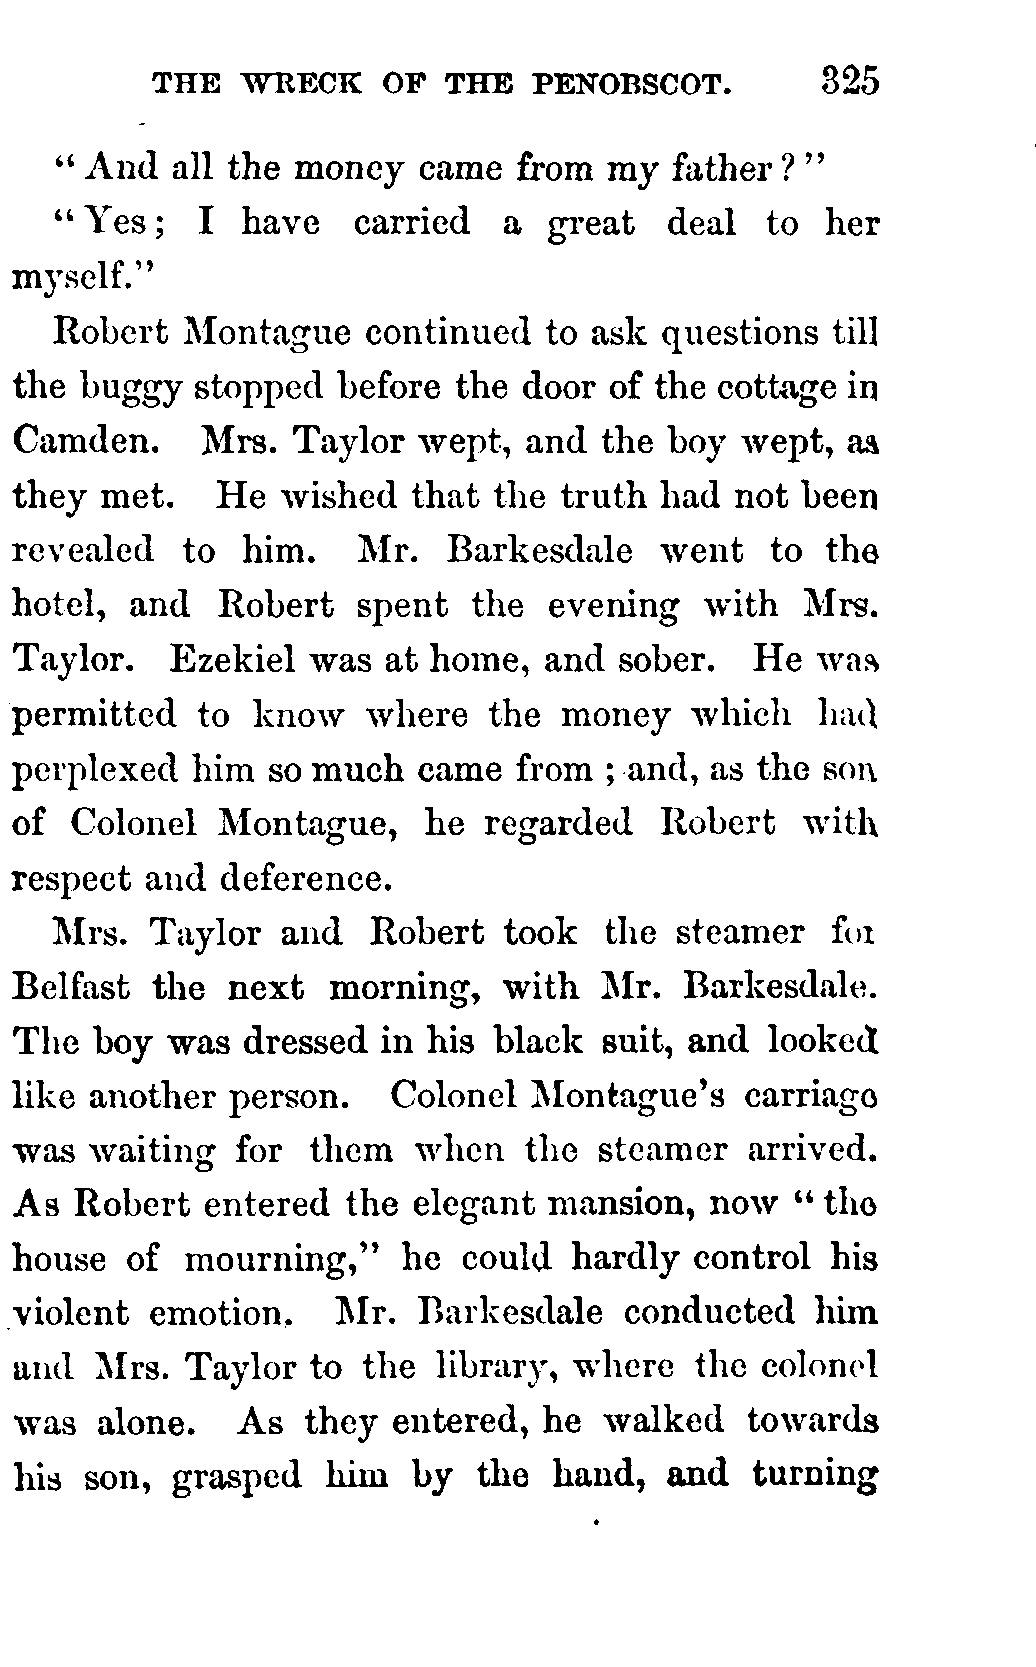 THE WRECK OF THE PENOBSCOT. 325
“ And all the money came from my father ? ”
“ Yes ; I have carried a great deal to her
myself.”
Robert Montague continued to ask questions till
the buggy stopped before the door of the cottage in
Camden. Mrs. Taylor wept, and the boy wept, as
they met. He wished that the truth had not been
revealed to him. Mr. Barkesdale went to the
hotel, and Robert spent the evening with Mrs.
Taylor. Ezekiel was at home, and sober. He was
permitted to know where the money which had
perplexed him so much came from ; and, as the son
of Colonel Montague, he regarded Robert with
respect and deference.
Mrs. Taylor and Robert took the steamer for
Belfast the next morning, with Mr. Barkesdale.
The boy was dressed in his black suit, and looked
like another person. Colonel Montague’s carriage
was waiting for them when the steamer arrived.
As Robert entered the elegant mansion, now “ the
house of mourning,” he could hardly control his
violent emotion. Mr. Barkesdale conducted him
and Mrs. Taylor to the library, where the colonel
was alone. As they entered, he walked towards
his son, grasped him by the hand, and turning